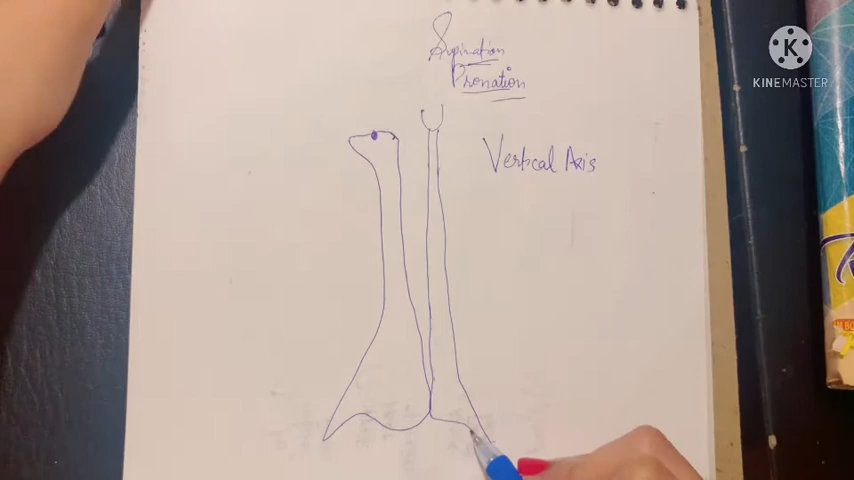 Supination
Pronation
Vertical Axis
K
KINEMASTER